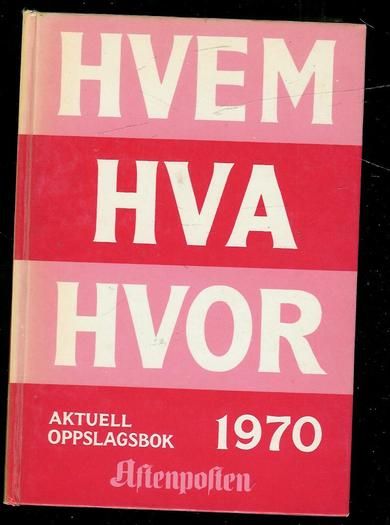 HVEM
HVA
HVOR
AKTUELL
OPPSLAGSBOK 1970
Aftenposten